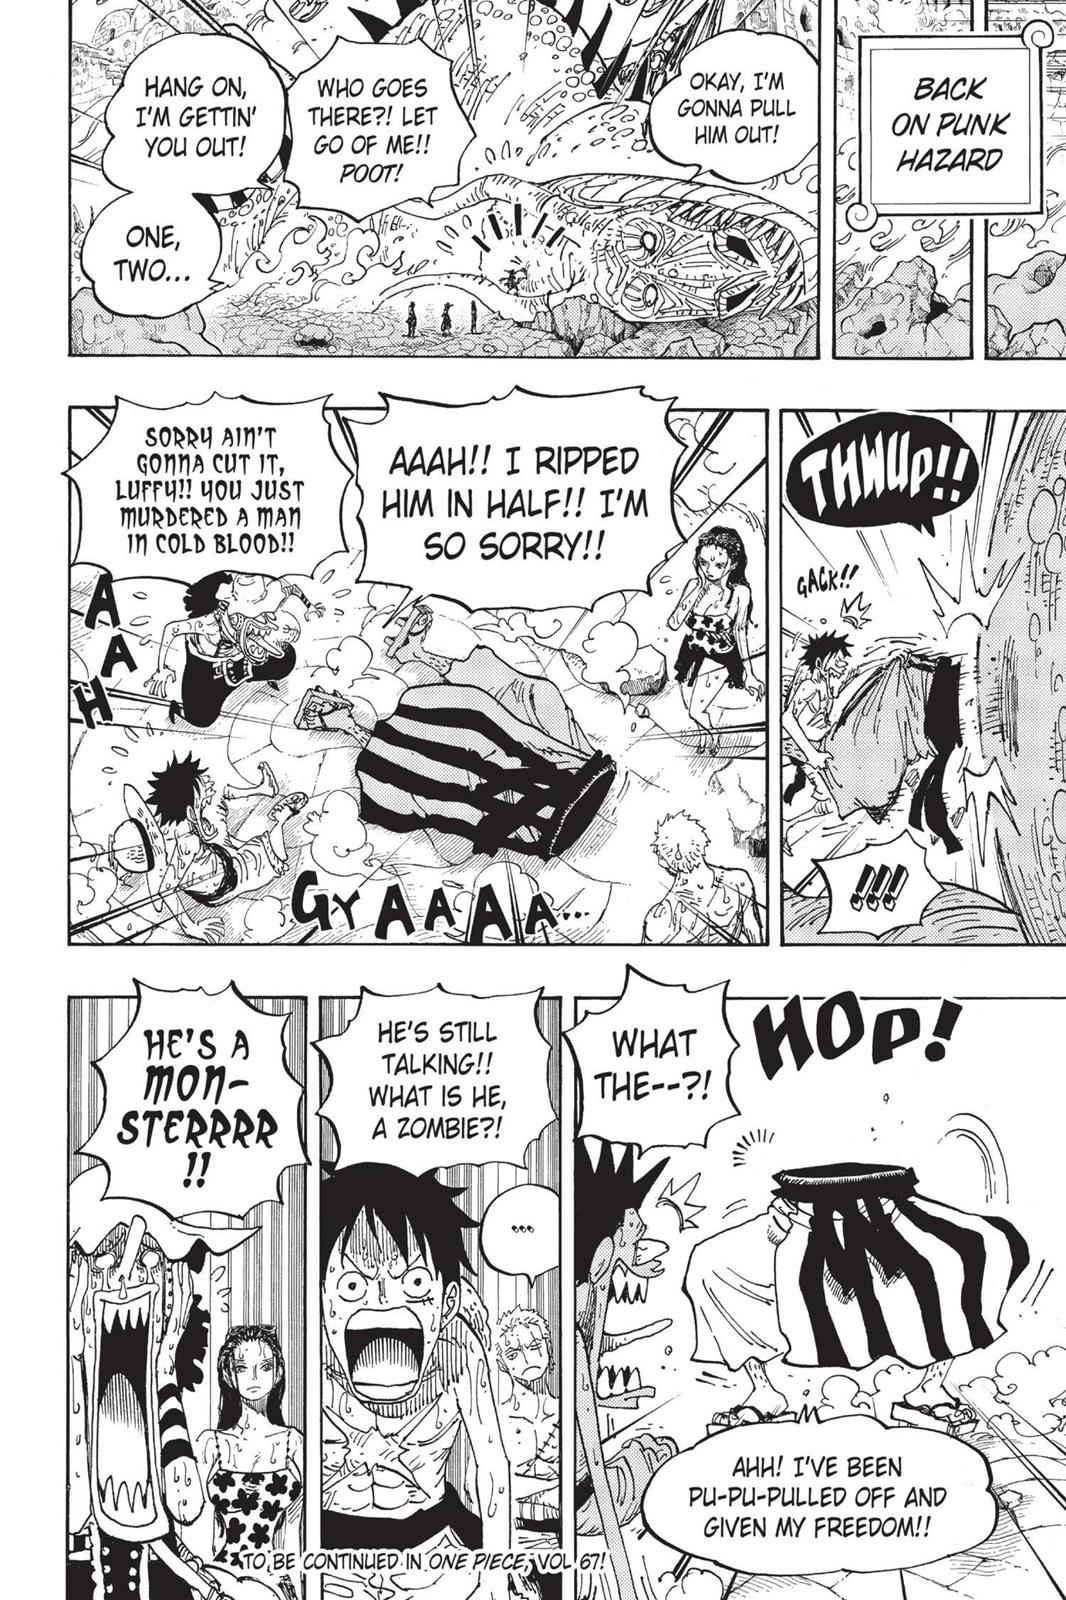 BACK
ON PUNK
HAZARD
OKAY, I'M
GONNA PULL
HIM OUT!
WHO GOES
THERE?! LET
GO OF ME!!
POOT!
HANG ON,
I'M GETTIN'
YOU OUT!
ONE,
TWO...
THWUP!!
GACK!!
!!!
AAAH!! I RIPPED
HIM IN HALF!! I'M
SO SORRY!!
SORRY AIN'T
GONNA CUT IT,
LUFFY!! YOU JUST
MURDERED A MAN
IN COLD BLOOD!!
AAH
GYAAAA...
HOP!
WHAT
THE--?!
AHH! I'VE BEEN
PU-PU-PULLED OFF AND
GIVEN MY FREEDOM!!
HE'S STILL
TALKING!!
WHAT IS HE,
A ZOMBIE?!
...
HE'S A
MON-
STERRRR
!!
TO BE CONTINUED IN ONE PIECE, VOL 67!